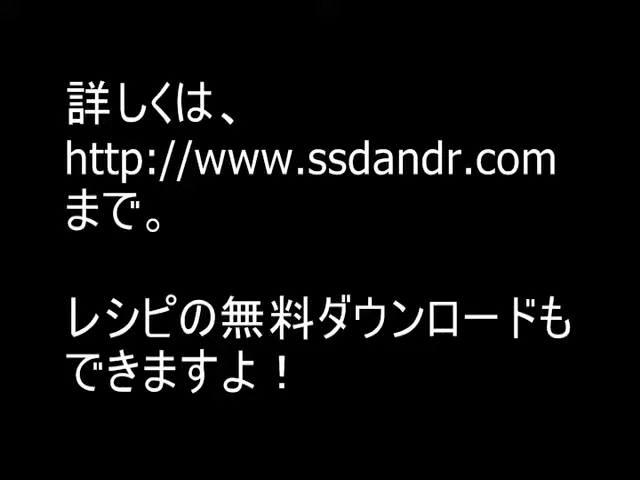 詳しくは、
http://www.ssdandr.com
まで。
レシピの無料ダウンロードも
できますよ！